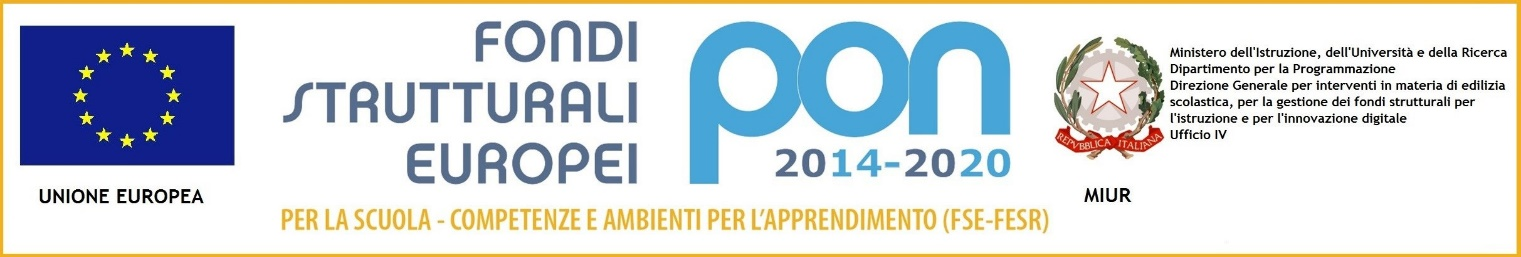 UNIONE EUROPEA
FONDI
STRUTTURALI
EUROPEI
pon
2014-2020
PER LA SCUOLA - COMPETENZE E AMBIENTI PER L'APPRENDIMENTO (FSE-FESR)
REPVBBLICA ITALIANA
MIUR
Ministero dell'Istruzione, dell'Università e della Ricerca
Dipartimento per la Programmazione
Direzione Generale per interventi in materia di edilizia
scolastica, per la gestione dei fondi strutturali per
l'istruzione e per l'innovazione digitale
Ufficio IV